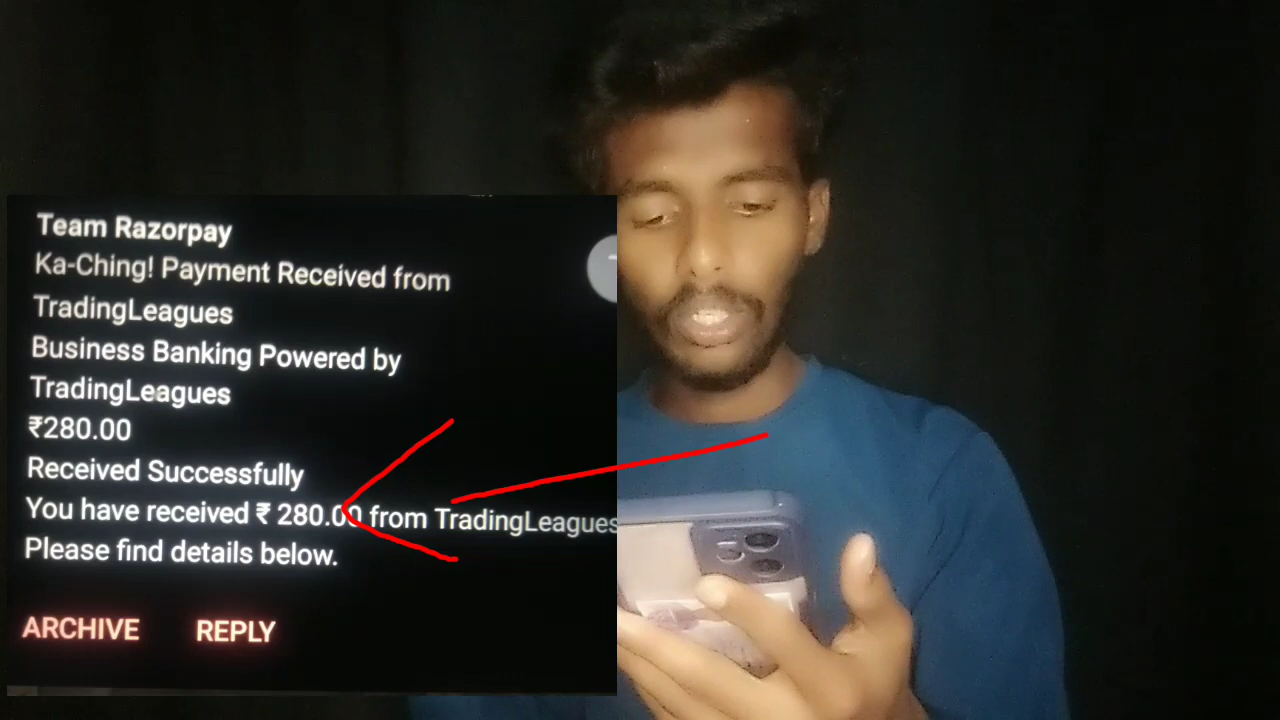 Team Razorpay
Ka-Ching! Payment Received from
TradingLeagues
Business Banking Powered by
TradingLeagues
₹280.00
Received Successfully
You have received ₹ 280.00 from TradingLeagues
Please find details below.
ARCHIVE REPLY